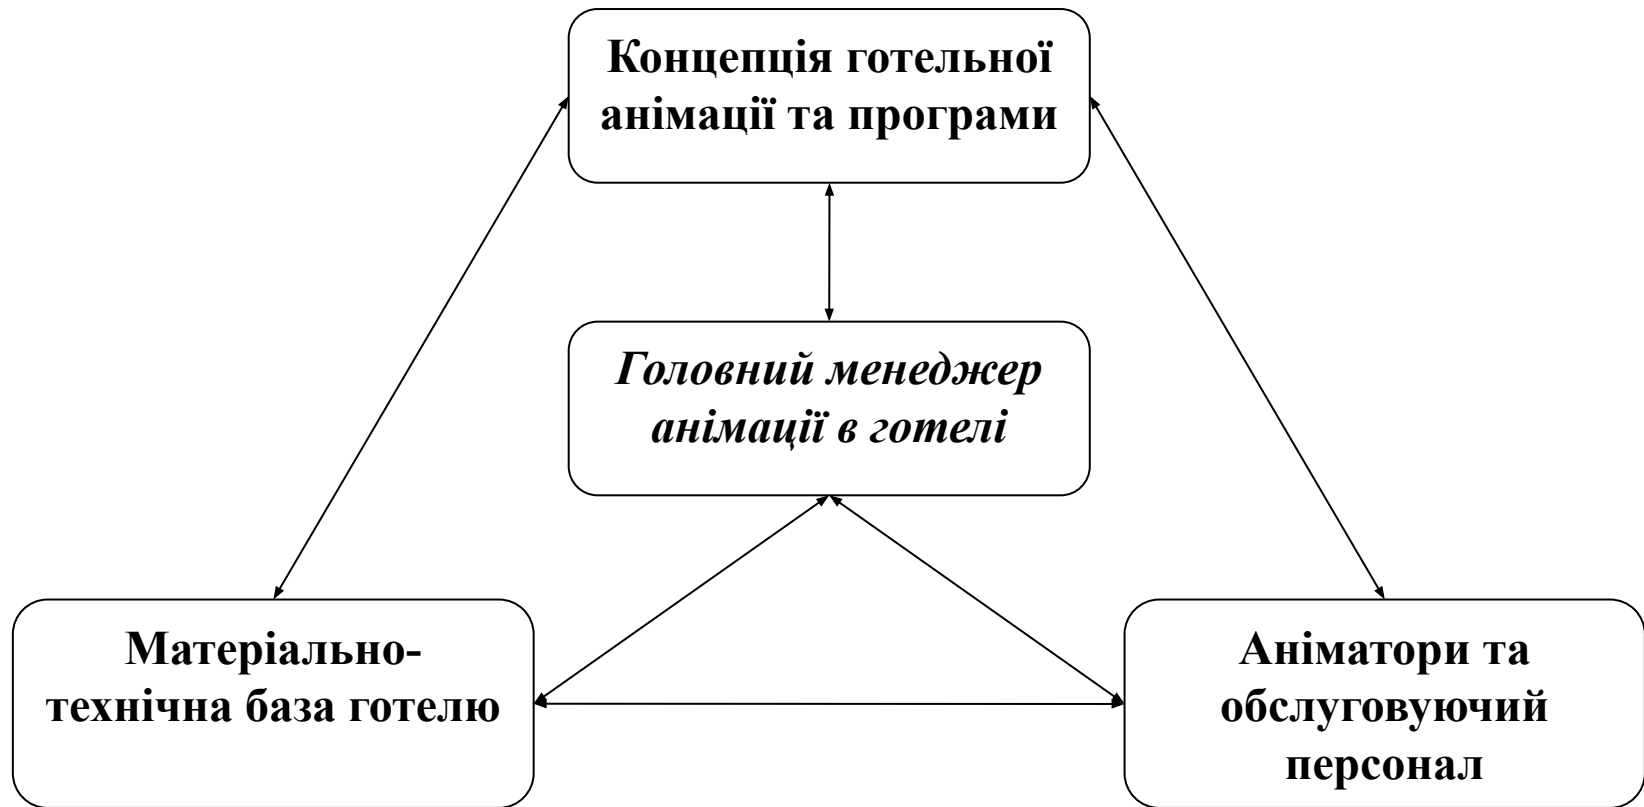 Концепція готельної
анімації та програми
Головний менеджер
анімації в готелі
Матеріально-
технічна база готелю
Аніматори та
обслуговуючий
персонал